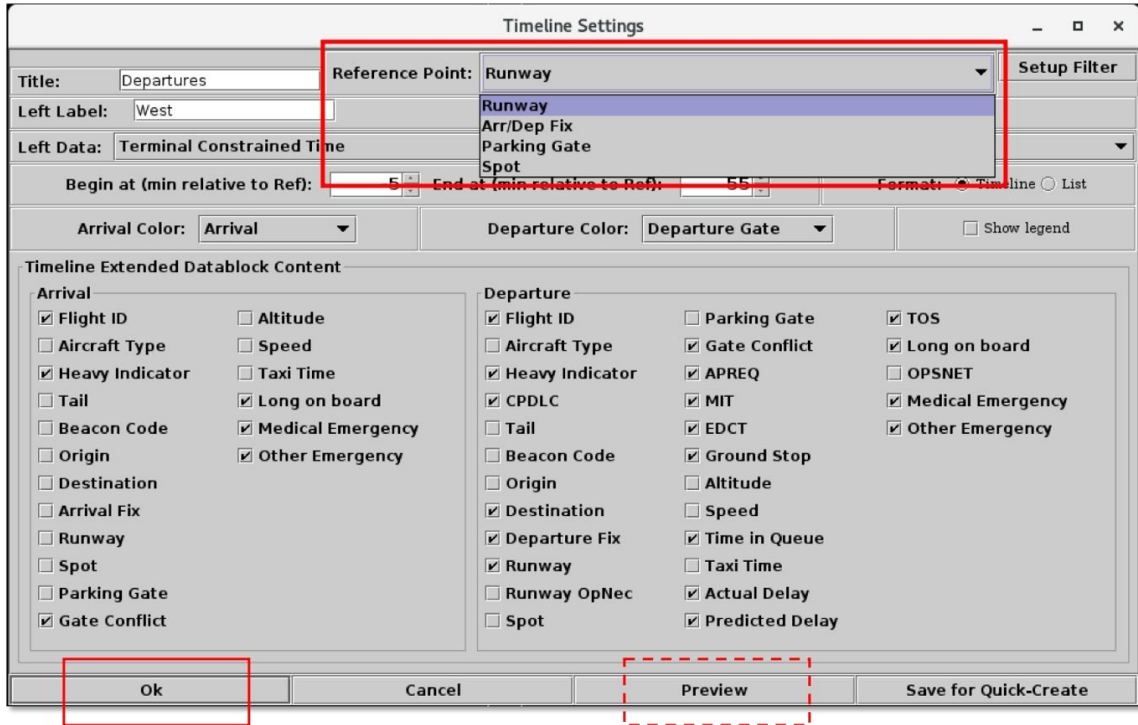 Timeline Settings
Title: Departures
Reference Point: Runway
Setup Filter
Runway
Arr/Dep Fix
Parking Gate
Spot
Left Label: West
Left Data: Terminal Constrained Time
Begin at (min relative to Ref): 5 End at (min relative to Ref): 55 Format: Timeline List
Arrival Color: Arrival Departure Color: Departure Gate Show legend
Timeline Extended Datablock Content
Arrival
Flight ID Altitude
Aircraft Type Speed
Heavy Indicator Taxi Time
Tail Long on board
Beacon Code Medical Emergency
Origin Other Emergency
Destination
Arrival Fix
Runway
Spot
Parking Gate
Gate Conflict
Departure
Flight ID Parking Gate TOS
Aircraft Type Gate Conflict Long on board
Heavy Indicator APREQ OPSNET
CPDLC MIT Medical Emergency
Tail EDCT Other Emergency
Beacon Code Ground Stop
Origin Altitude
Destination Speed
Departure Fix Time in Queue
Runway Taxi Time
Runway OpNec Actual Delay
Spot Predicted Delay
Ok Cancel Preview Save for Quick-Create